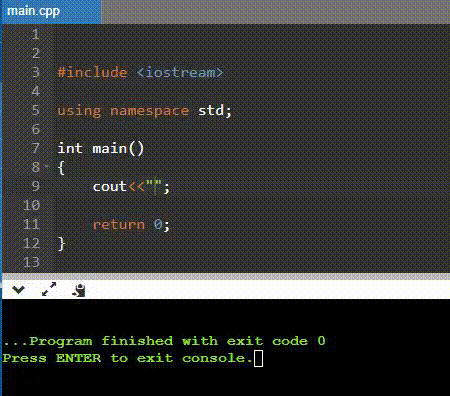 main.cpp
1
2
3 #include <iostream>
4
5 using namespace std;
6
7 int main()
8 {
9 cout<<"";
10
11 return 0;
12 }
13
...Program finished with exit code 0
Press ENTER to exit console.